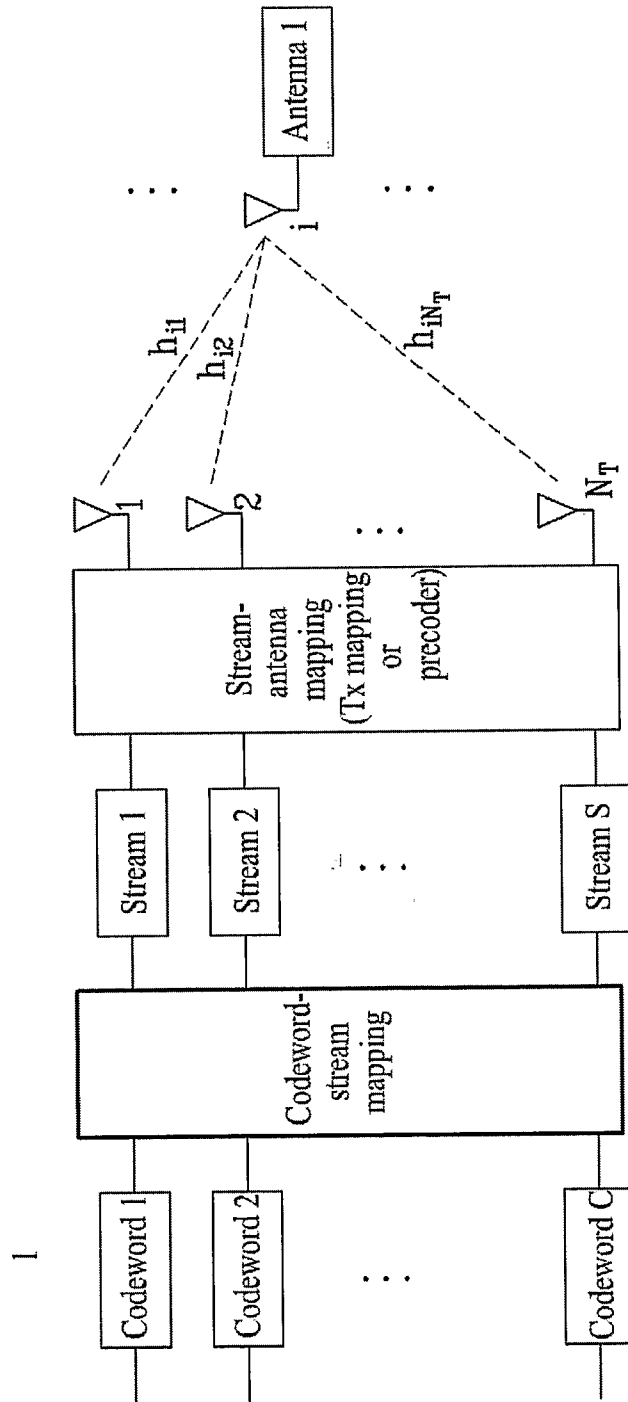 1
Codeword 1
Codeword 2
. . .
Codeword C
Codeword-
stream
mapping
Stream 1
Stream 2
. . .
Stream S
Stream-
antenna
mapping
(Tx mapping
or
precoder)
1
2
. . .
N_T
h_i1
h_i2
h_iN_T
. . .
i
. . .
Antenna 1